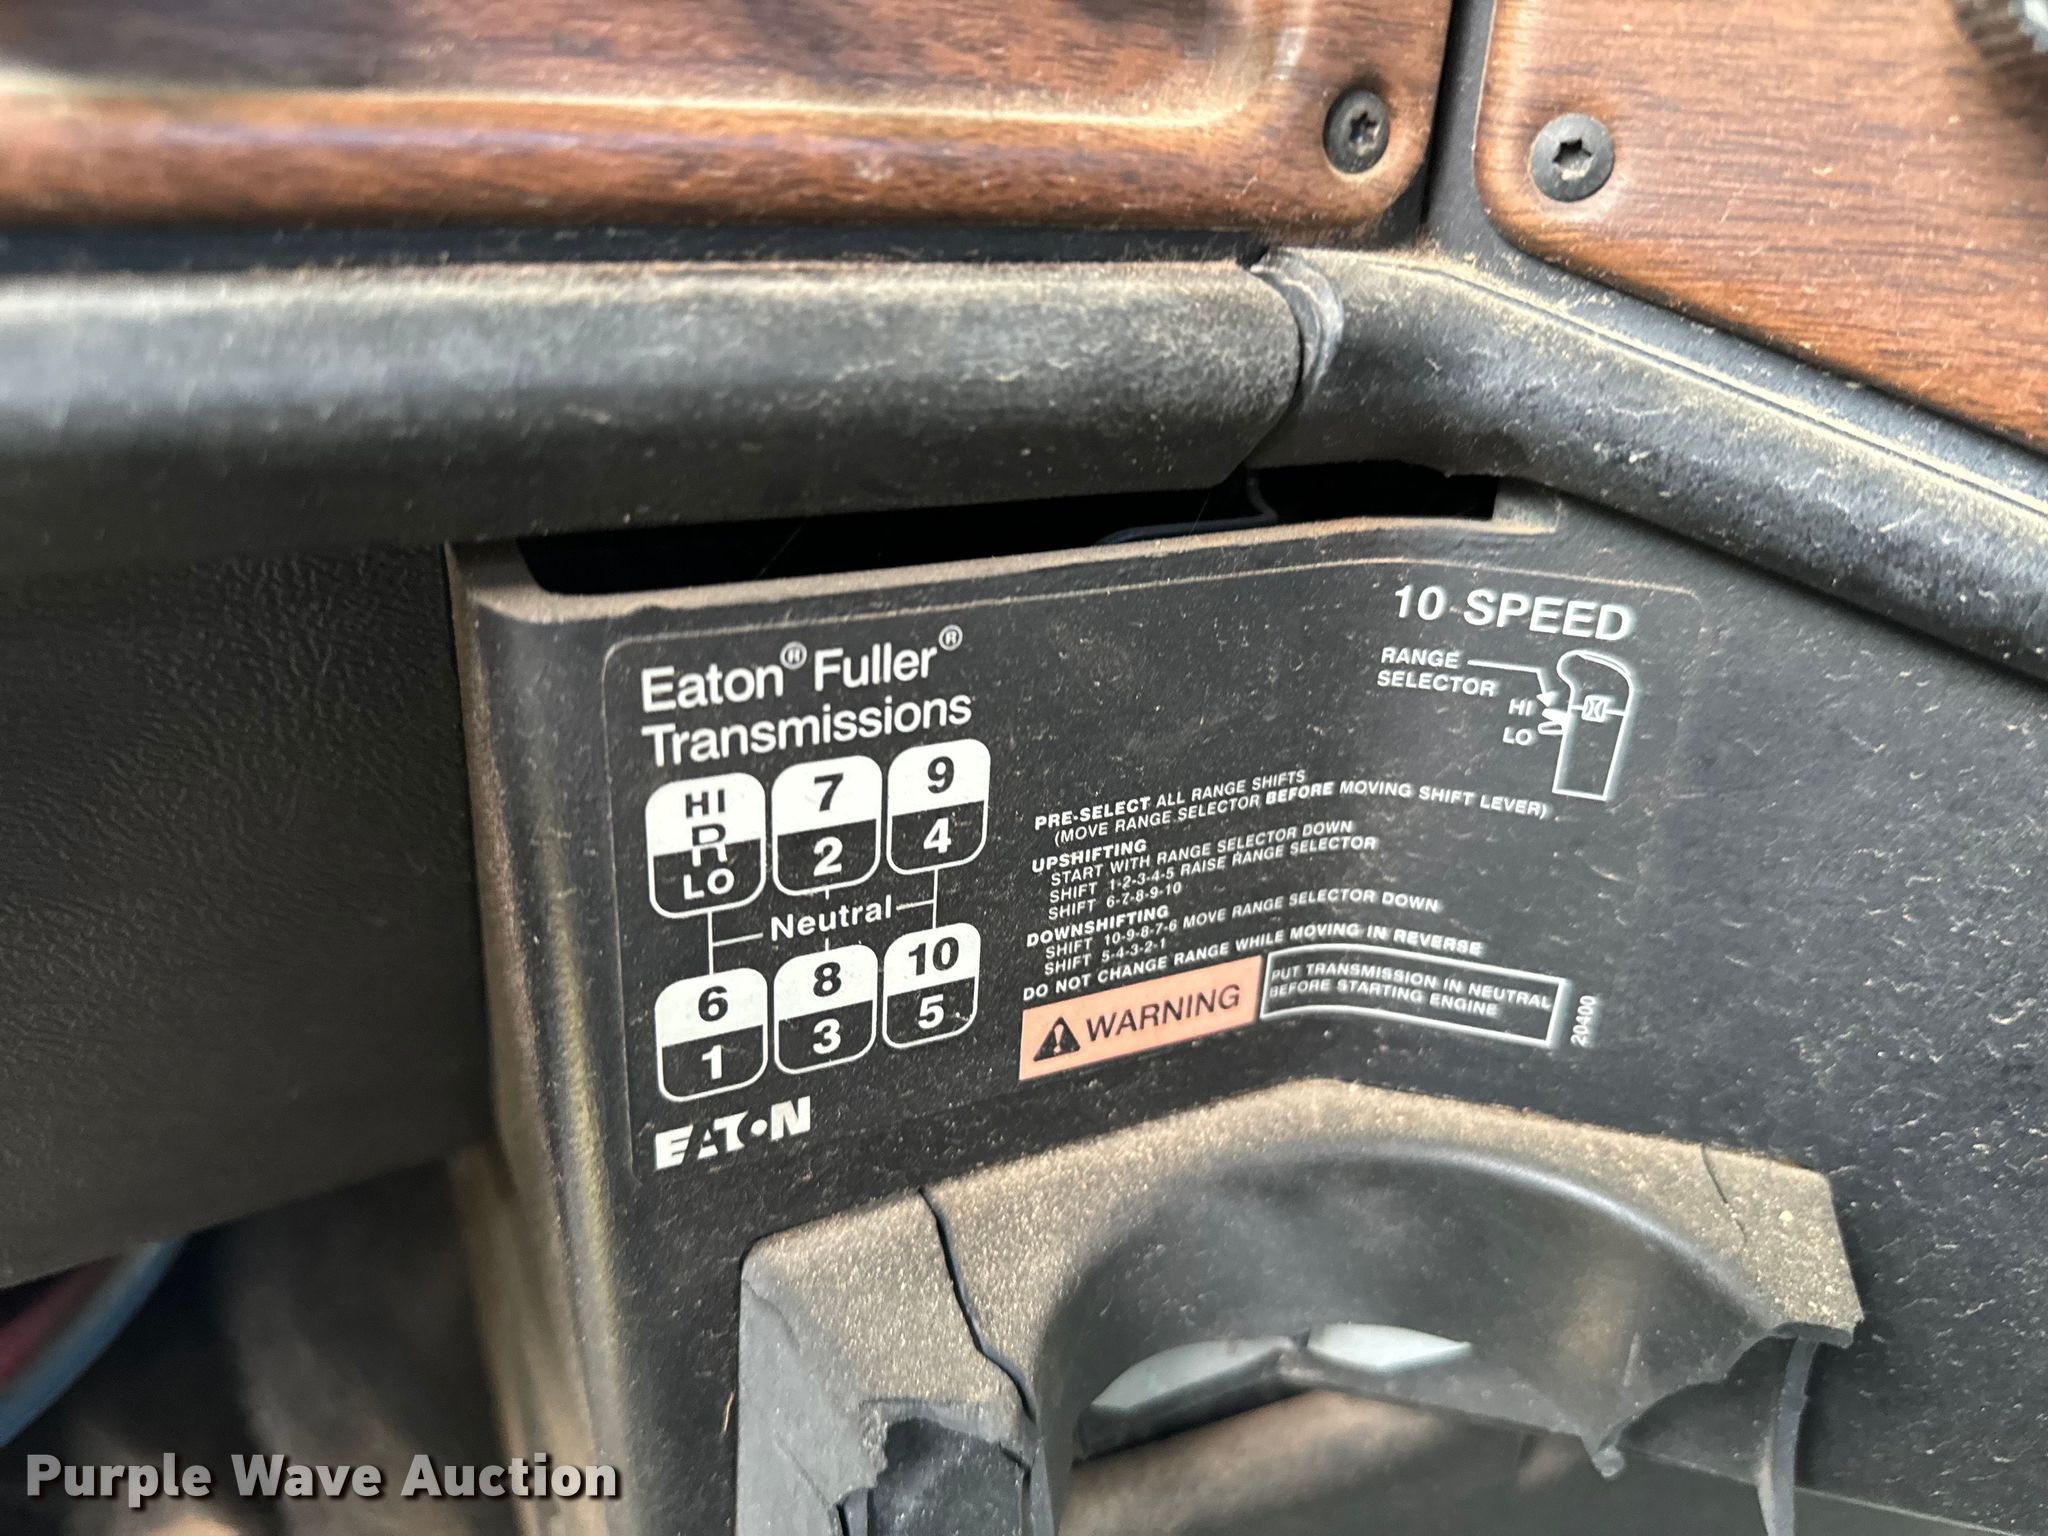 Eaton® Fuller®
Transmissions
HI
R
LO
7
2
9
4
Neutral
6
1
8
3
10
5
EATON
10 SPEED
RANGE
SELECTOR
HI
LO
PRE-SELECT ALL RANGE SHIFTS
(MOVE RANGE SELECTOR BEFORE MOVING SHIFT LEVER)
UPSHIFTING
START WITH RANGE SELECTOR DOWN
SHIFT 1-2-3-4-5 RAISE RANGE SELECTOR
SHIFT 6-7-8-9-10
DOWNSHIFTING
SHIFT 10-9-8-7-6 MOVE RANGE SELECTOR DOWN
SHIFT 5-4-3-2-1
DO NOT CHANGE RANGE WHILE MOVING IN REVERSE
WARNING
PUT TRANSMISSION IN NEUTRAL
BEFORE STARTING ENGINE
20400
Purple Wave Auction